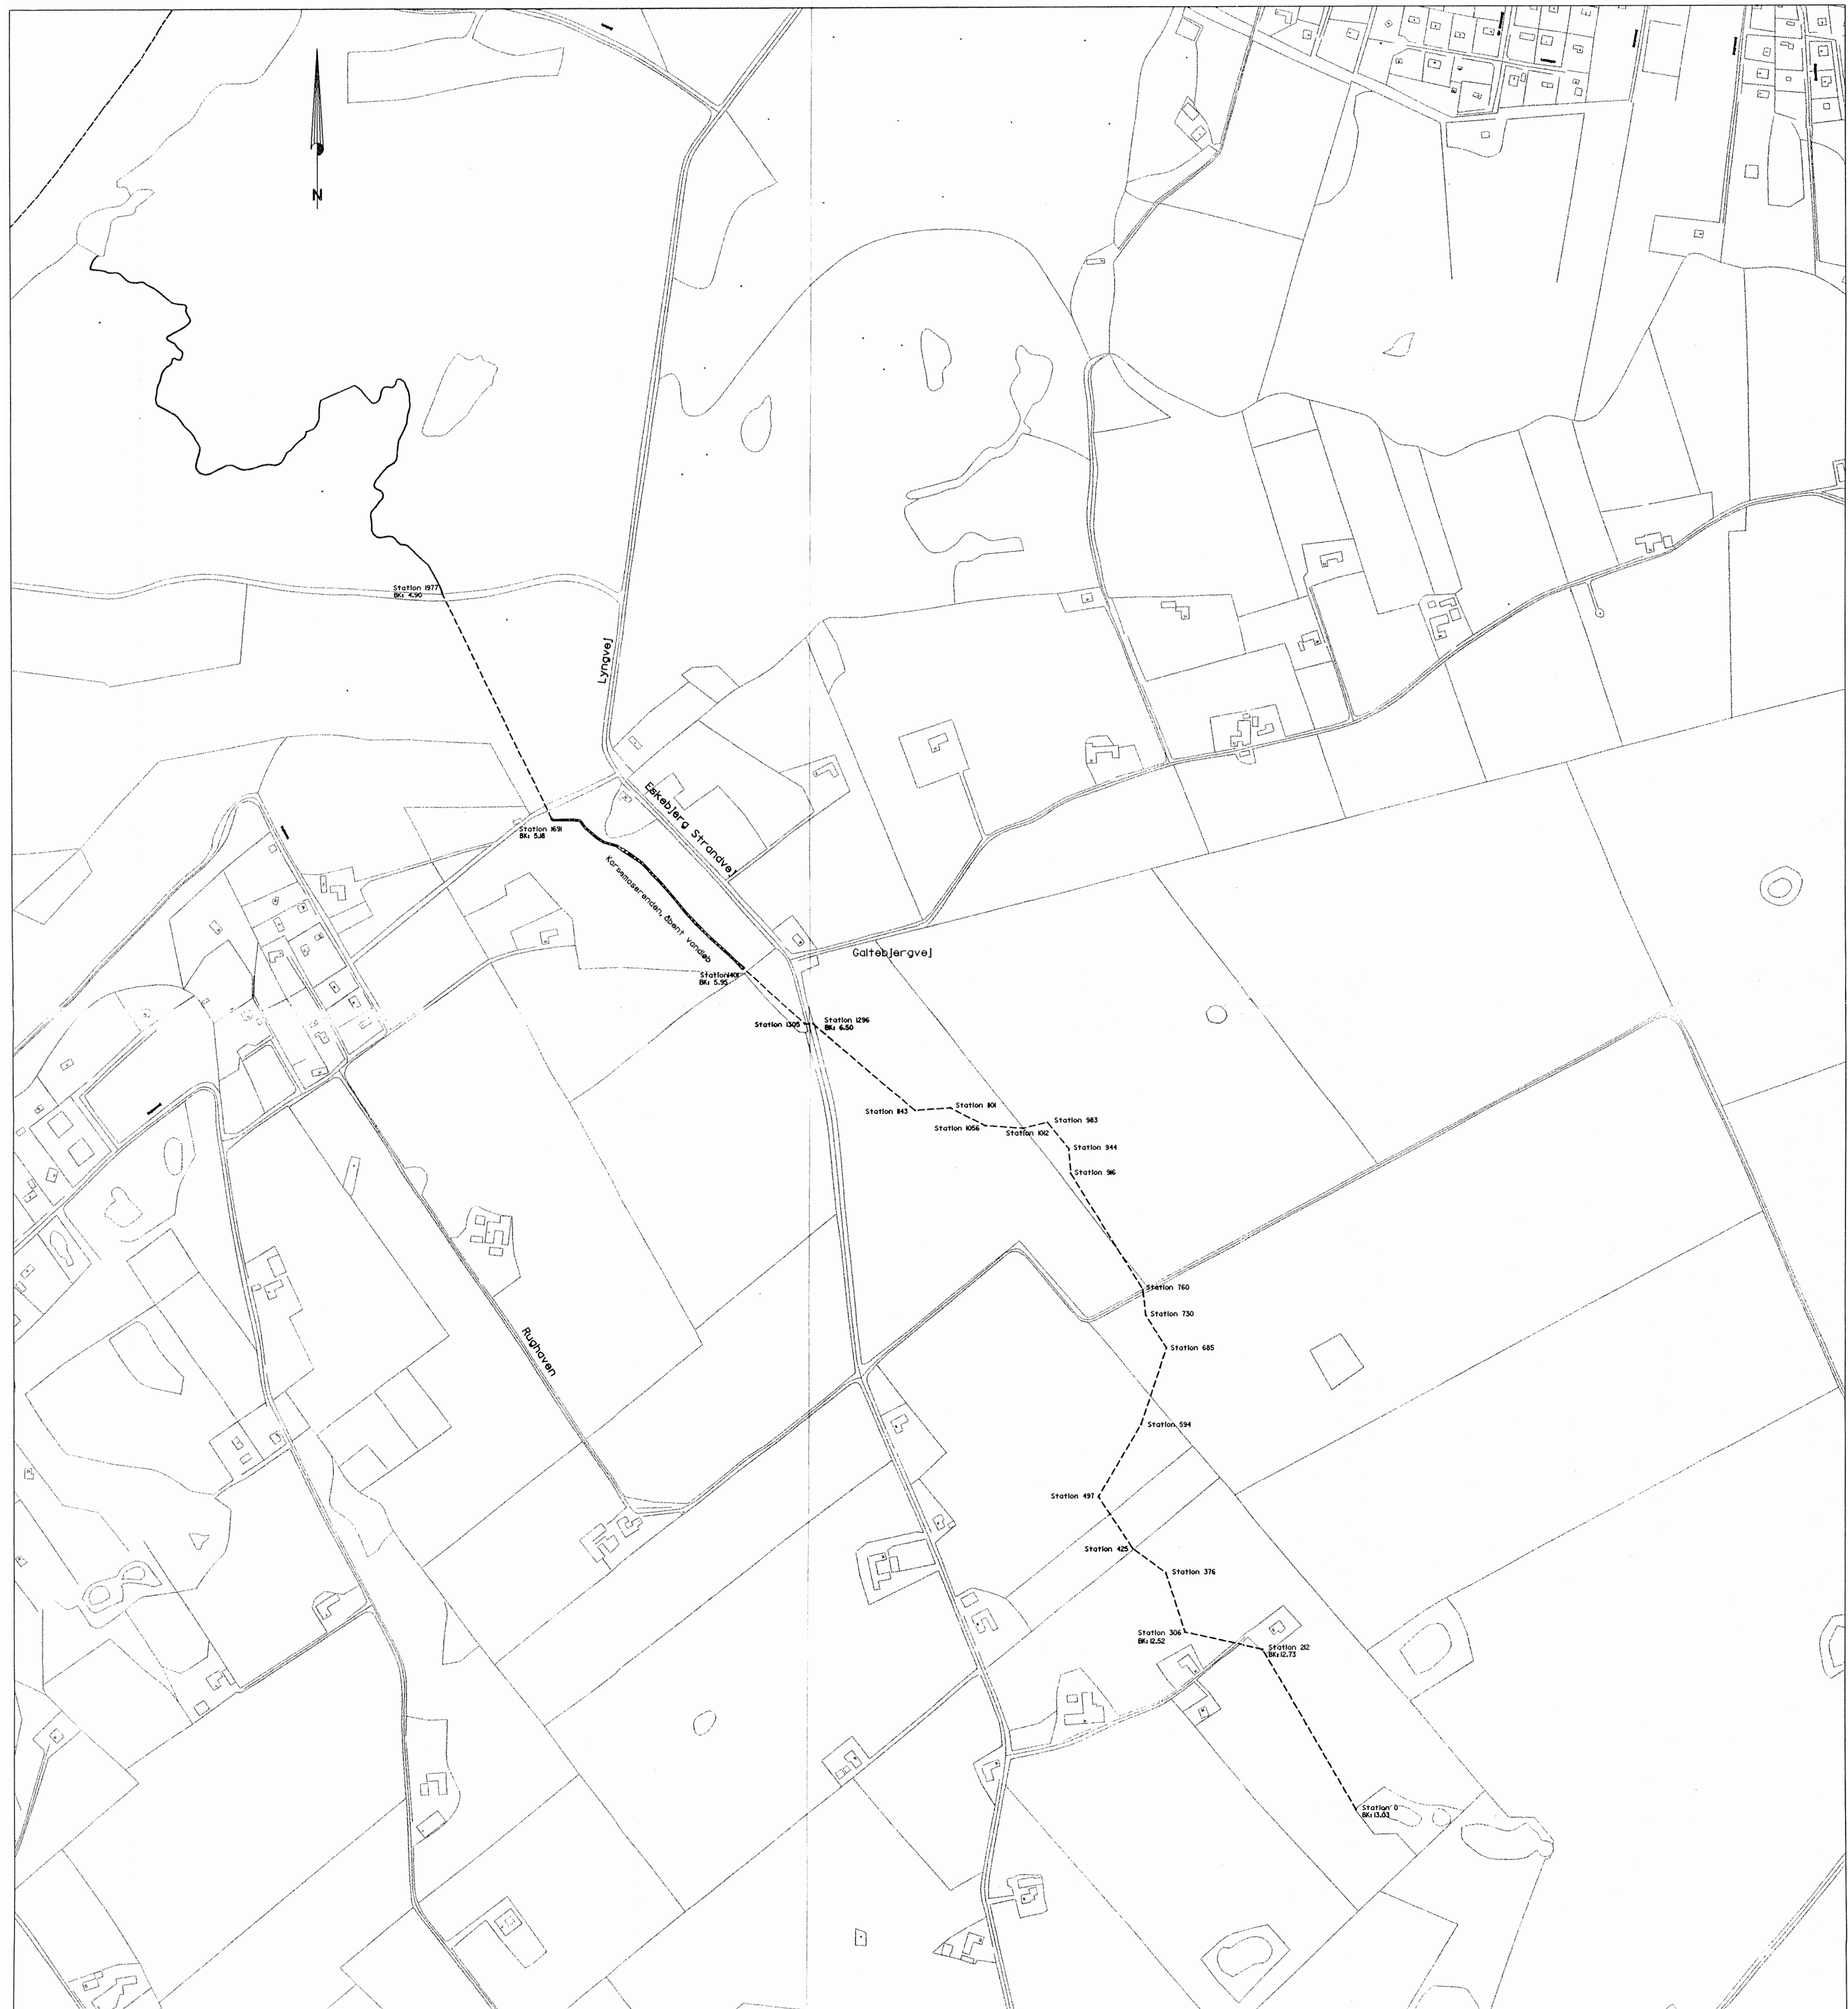 N
Station 1977
BK: 4.90
Lyngvej
Eskebjerg Strandvej
Station 1691
BK: 5.18
Karsemoserenden, åbent vandløb
Galtebjergvej
Station 1401
BK: 5.95
Station 1305
Station 1296
BK: 6.50
Station 1143
Station 1101
Station 1056
Station 1012
Station 983
Station 944
Station 916
Station 760
Station 730
Station 685
Rughaven
Station 594
Station 497
Station 425
Station 376
Station 306
BK: 12.52
Station 212
BK: 12.73
Station 0
BK: 13.03